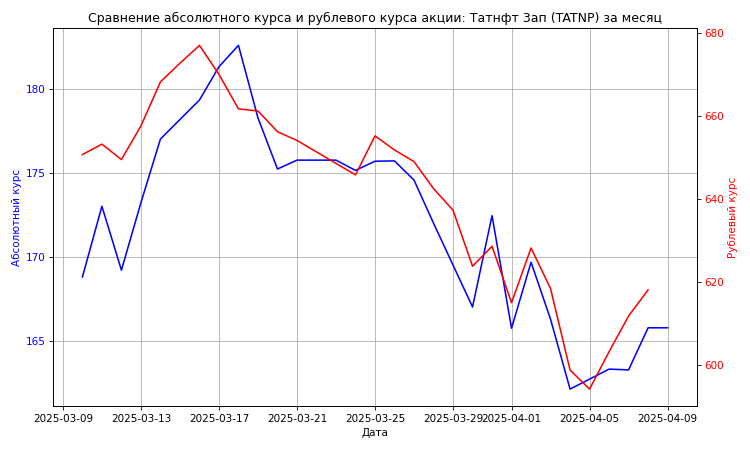 Сравнение абсолютного курса и рублевого курса акции: Татнфт 3ап (TATNP) за месяц
Абсолютный курс
180
175
170
165
Рублевый курс
680
660
640
620
600
2025-03-09 2025-03-13 2025-03-17 2025-03-21 2025-03-25 2025-03-29 2025-04-01 2025-04-05 2025-04-09
Дата